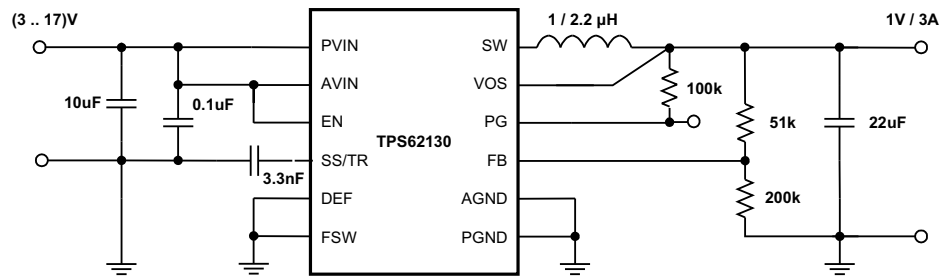 (3 .. 17)V
1 / 2.2 µH
1V / 3A
PVIN
SW
AVIN
VOS
10uF
0.1uF
100k
EN
PG
51k
22uF
TPS62130
SS/TR
FB
3.3nF
DEF
AGND
200k
FSW
PGND